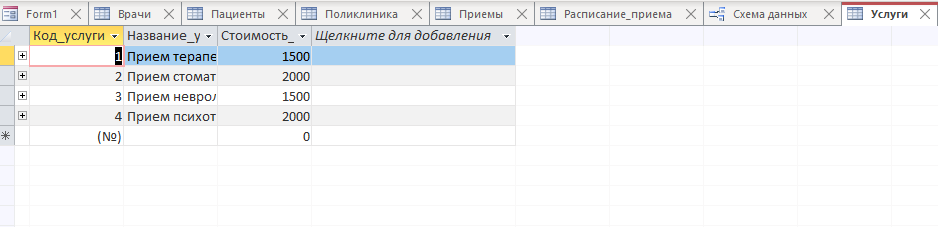 Form1 Врачи Пациенты Поликлиника Приемы Расписание_приема Схема данных Услуги
Код_услуги Название_у Стоимость_ Щелкните для добавления
1 Прием терапе 1500
2 Прием стомат 2000
3 Прием неврол 1500
4 Прием психот 2000
(№) 0